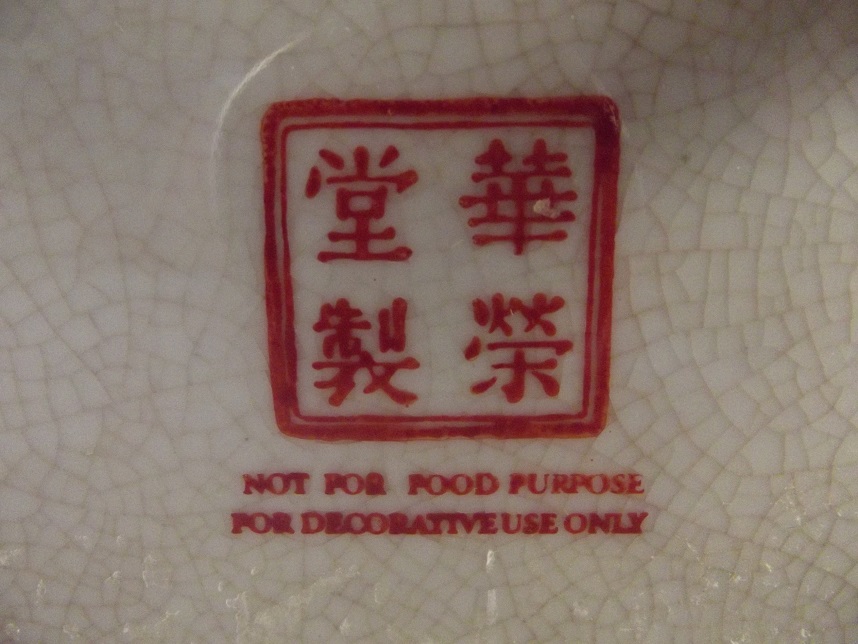 華榮
堂製
NOT FOR FOOD PURPOSE
FOR DECORATIVE USE ONLY